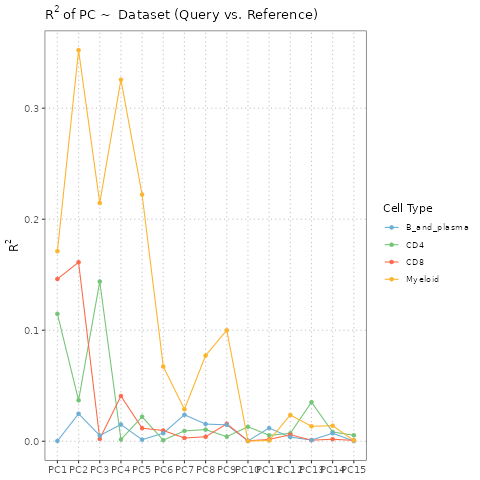 R² of PC ~ Dataset (Query vs. Reference)
R²
0.3
0.2
0.1
0.0
PC1 PC2 PC3 PC4 PC5 PC6 PC7 PC8 PC9 PC10 PC11 PC12 PC13 PC14 PC15
Cell Type
B_and_plasma
CD4
CD8
Myeloid